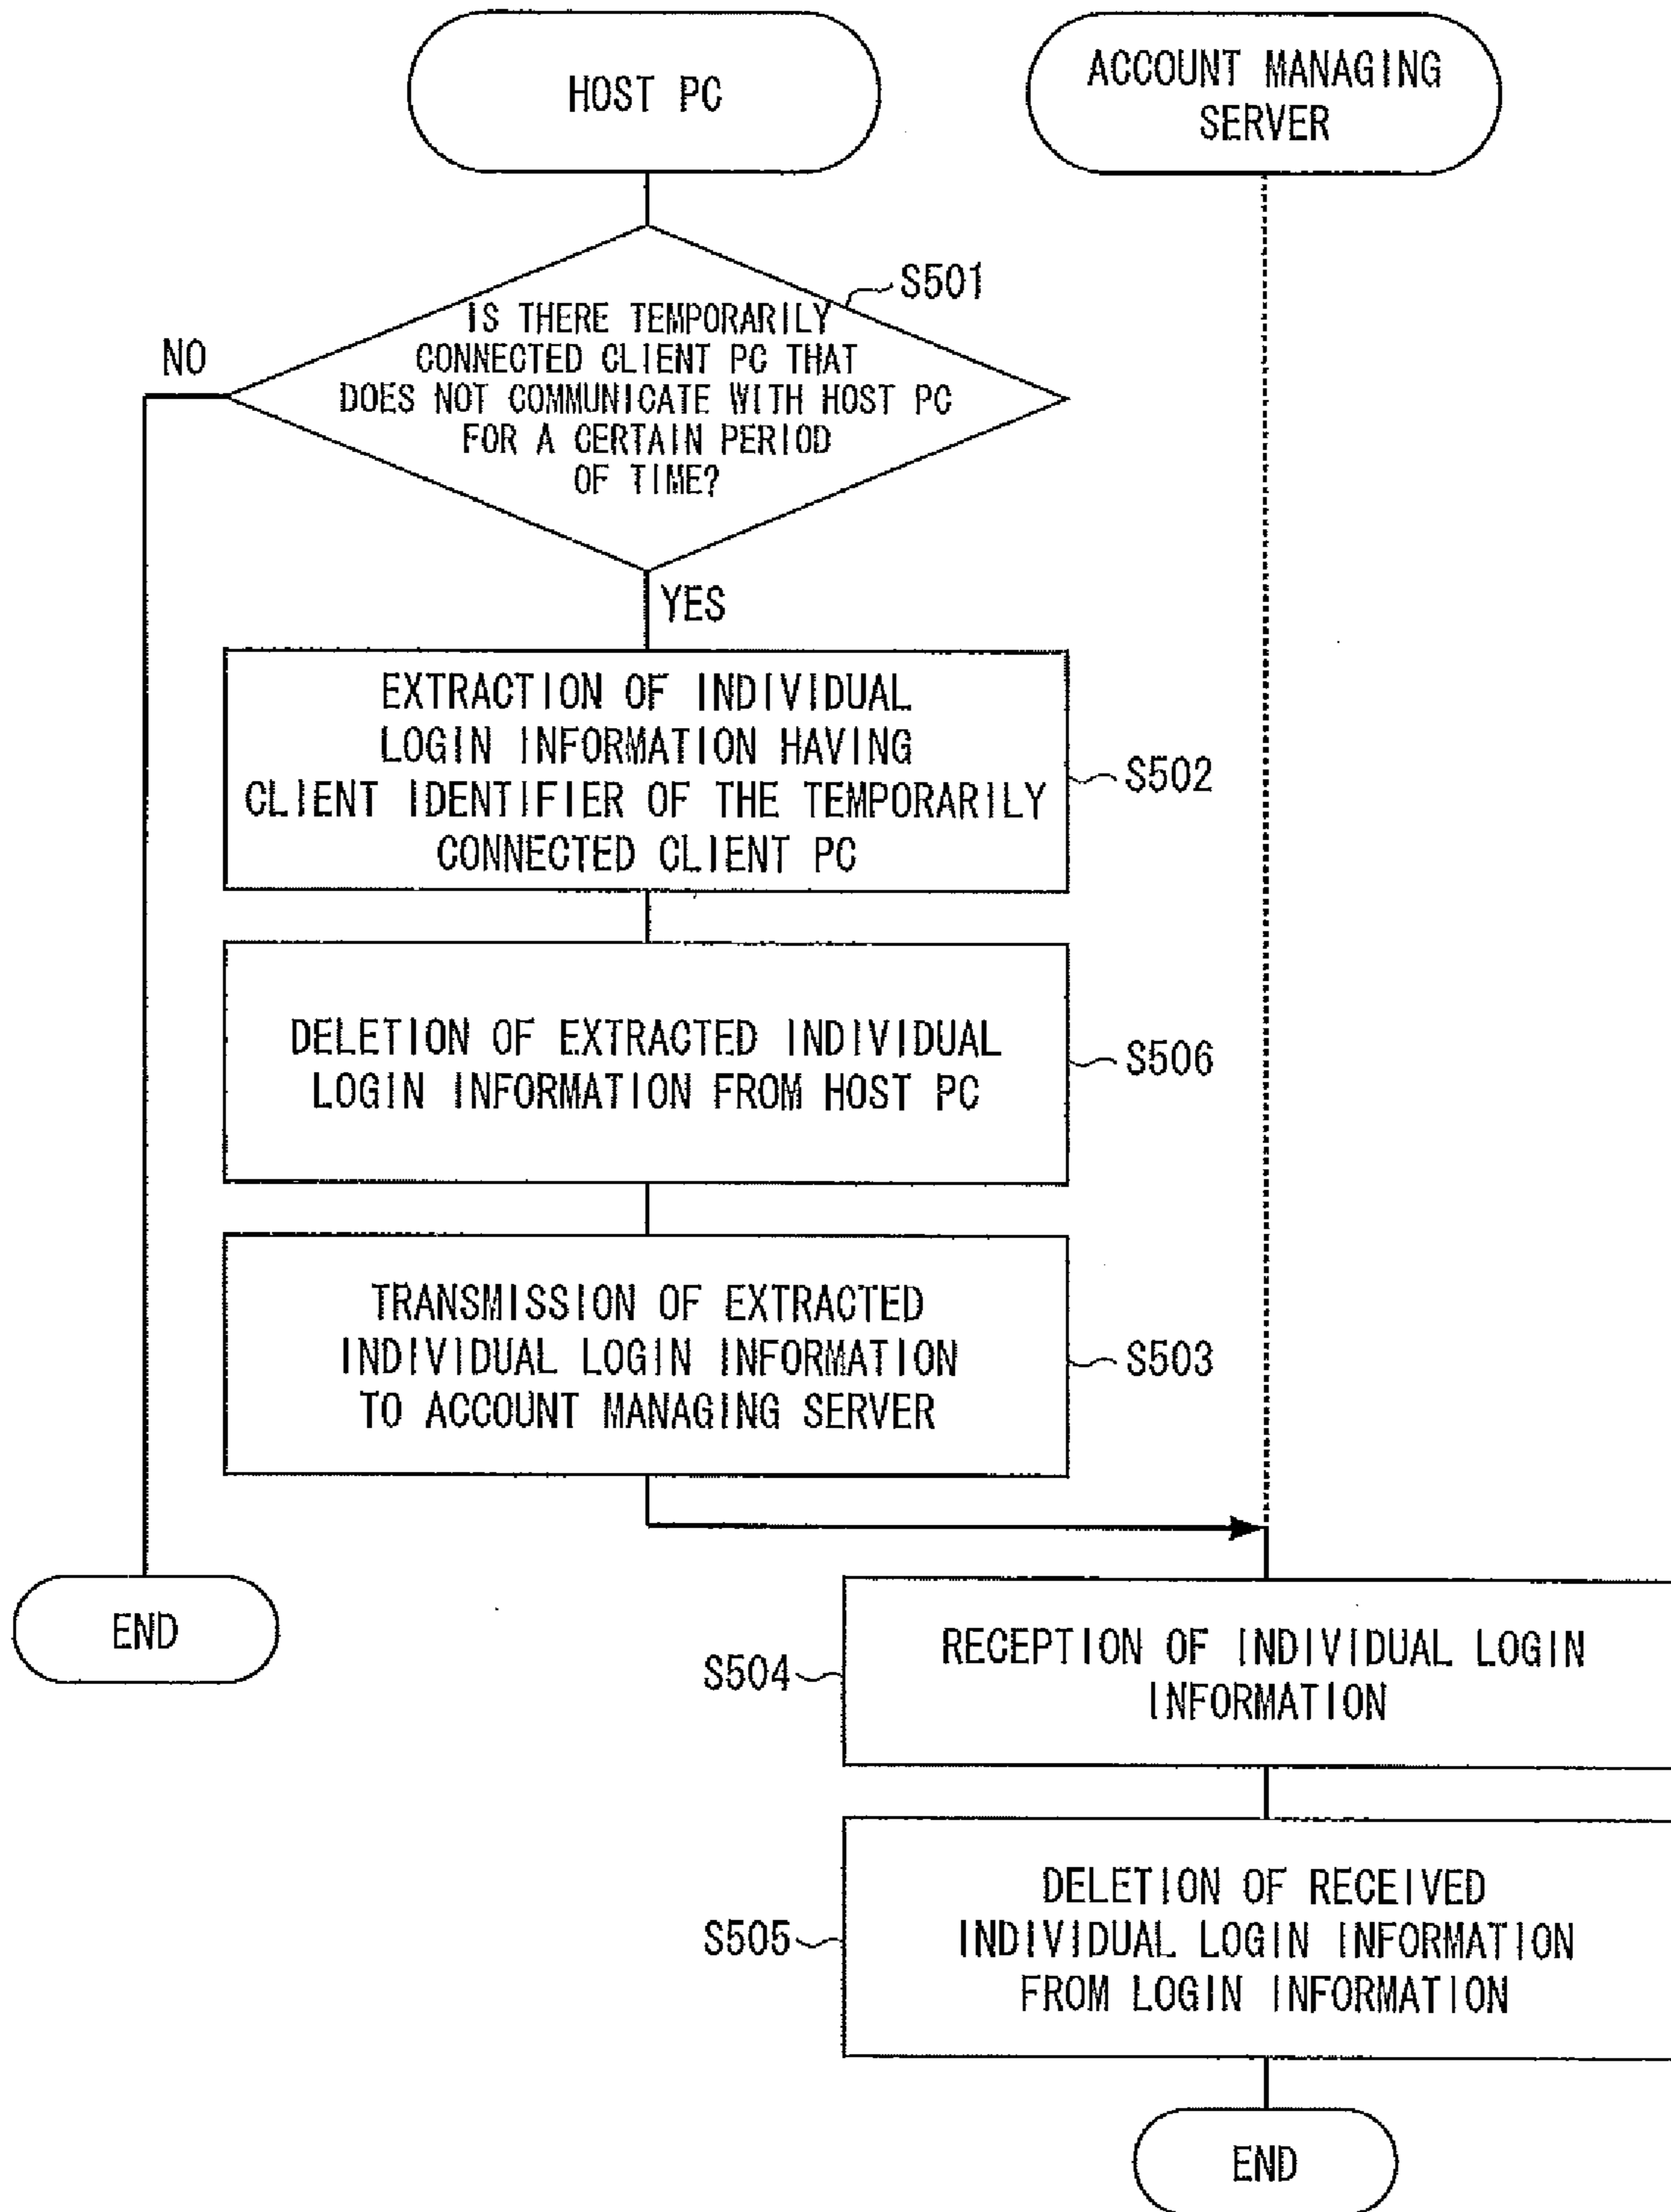 HOST PC
ACCOUNT MANAGING
SERVER
S501
IS THERE TEMPORARILY
CONNECTED CLIENT PC THAT
DOES NOT COMMUNICATE WITH HOST PC
FOR A CERTAIN PERIOD
OF TIME?
NO
YES
EXTRACTION OF INDIVIDUAL
LOGIN INFORMATION HAVING
CLIENT IDENTIFIER OF THE TEMPORARILY
CONNECTED CLIENT PC
S502
DELETION OF EXTRACTED INDIVIDUAL
LOGIN INFORMATION FROM HOST PC
S506
TRANSMISSION OF EXTRACTED
INDIVIDUAL LOGIN INFORMATION
TO ACCOUNT MANAGING SERVER
S503
END
S504
RECEPTION OF INDIVIDUAL LOGIN
INFORMATION
S505
DELETION OF RECEIVED
INDIVIDUAL LOGIN INFORMATION
FROM LOGIN INFORMATION
END